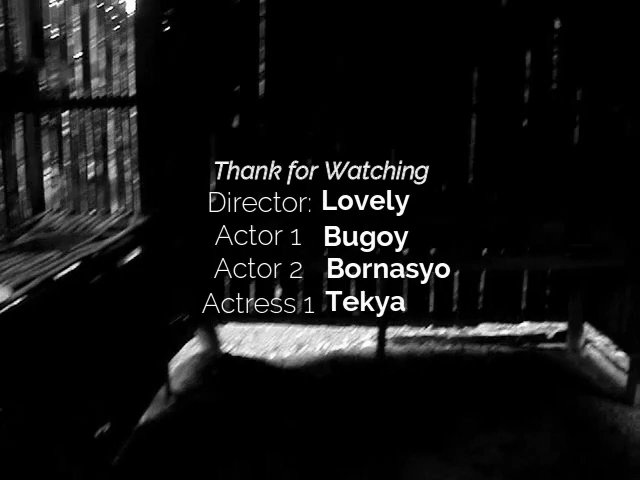 Thank for Watching
Director: Lovely
Actor 1 Bugoy
Actor 2 Bornasyo
Actress 1 Tekya